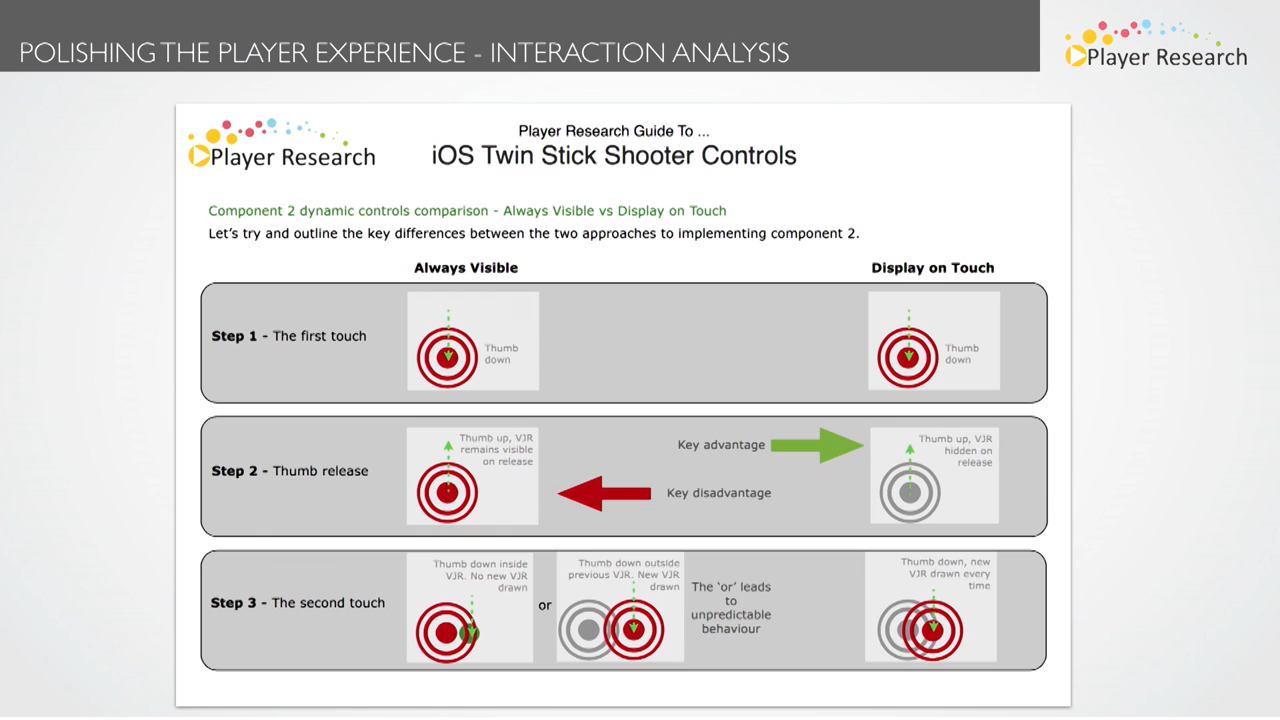 POLISHING THE PLAYER EXPERIENCE - INTERACTION ANALYSIS
Player Research
Player Research
Player Research Guide To ...
iOS Twin Stick Shooter Controls
Component 2 dynamic controls comparison - Always Visible vs Display on Touch
Let's try and outline the key differences between the two approaches to implementing component 2.
Always Visible
Display on Touch
Step 1 - The first touch
Thumb
down
Thumb
down
Step 2 - Thumb release
Thumb up, VJR
remains visible
on release
Key advantage
Key disadvantage
Thumb up, VJR
hidden on
release
Step 3 - The second touch
Thumb down inside
VJR. No new VJR
drawn
or
Thumb down outside
previous VJR. New VJR
drawn
The 'or' leads
to
unpredictable
behaviour
Thumb down, new
VJR drawn every
time